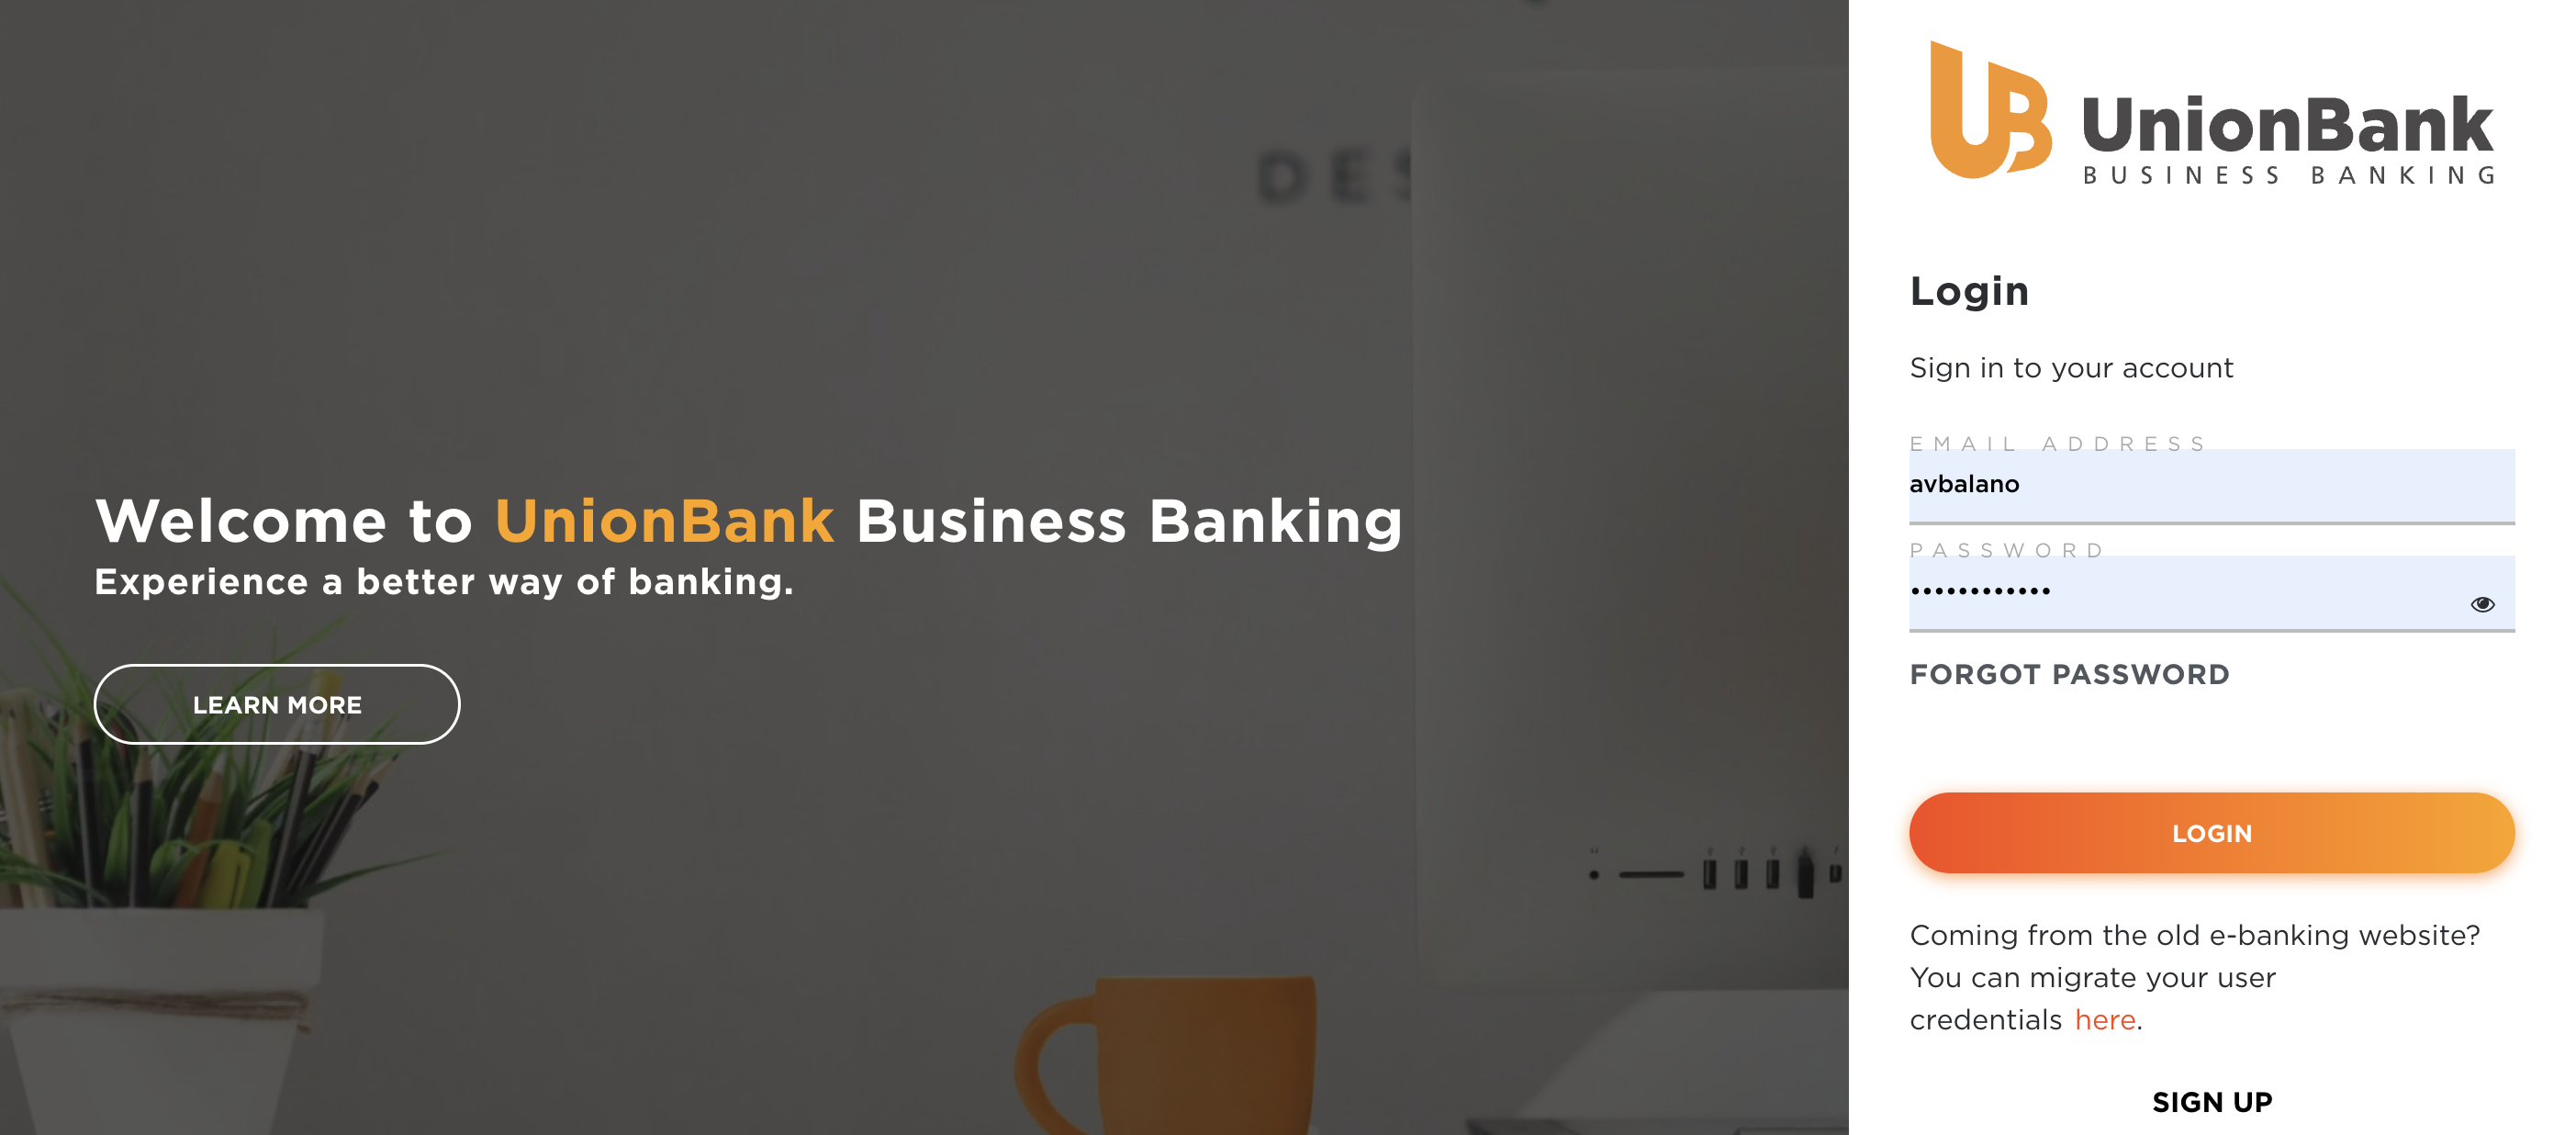 Welcome to UnionBank Business Banking
Experience a better way of banking.
LEARN MORE
DES
UB
UnionBank
BUSINESS BANKING
Login
Sign in to your account
EMAIL ADDRESS
avbalano
PASSWORD
••••••••••••
FORGOT PASSWORD
LOGIN
Coming from the old e-banking website?
You can migrate your user
credentials here.
SIGN UP